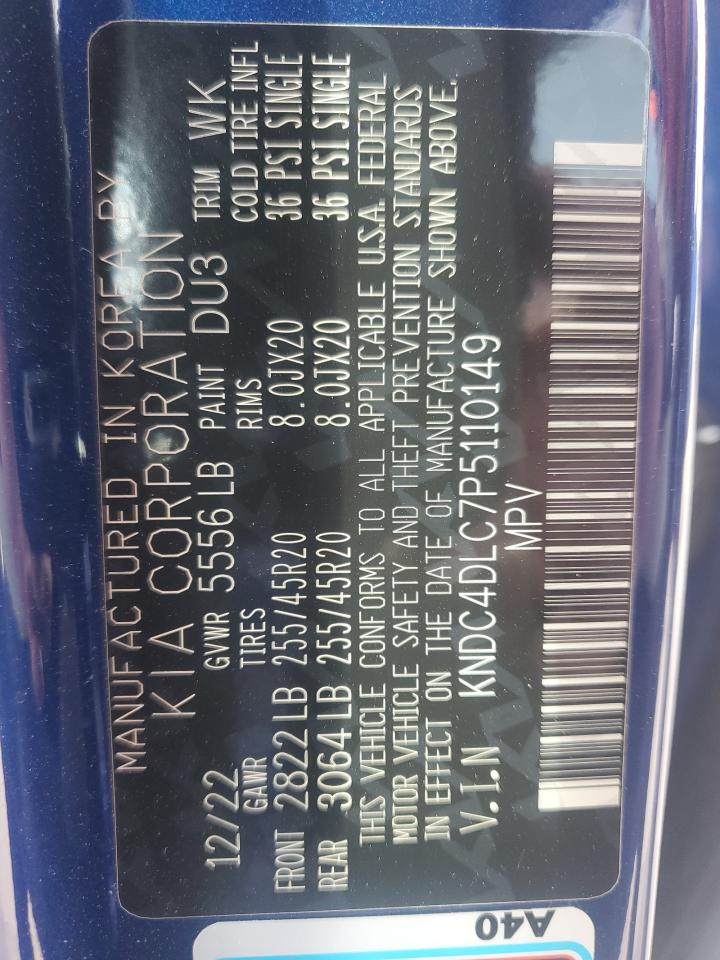 MANUFACTURED IN KOREA BY
KIA CORPORATION
12/22 GVWR 5556 LB PAINT DU3 TRIM WK
GAWR TIRES RIMS COLD TIRE INFL
FRONT 2822 LB 255/45R20 8.0JX20 36 PSI SINGLE
REAR 3064 LB 255/45R20 8.0JX20 36 PSI SINGLE
THIS VEHICLE CONFORMS TO ALL APPLICABLE U.S.A. FEDERAL
MOTOR VEHICLE SAFETY AND THEFT PREVENTION STANDARDS
IN EFFECT ON THE DATE OF MANUFACTURE SHOWN ABOVE.
V.I.N KNDC4DLC7P5110149
MPV
A40